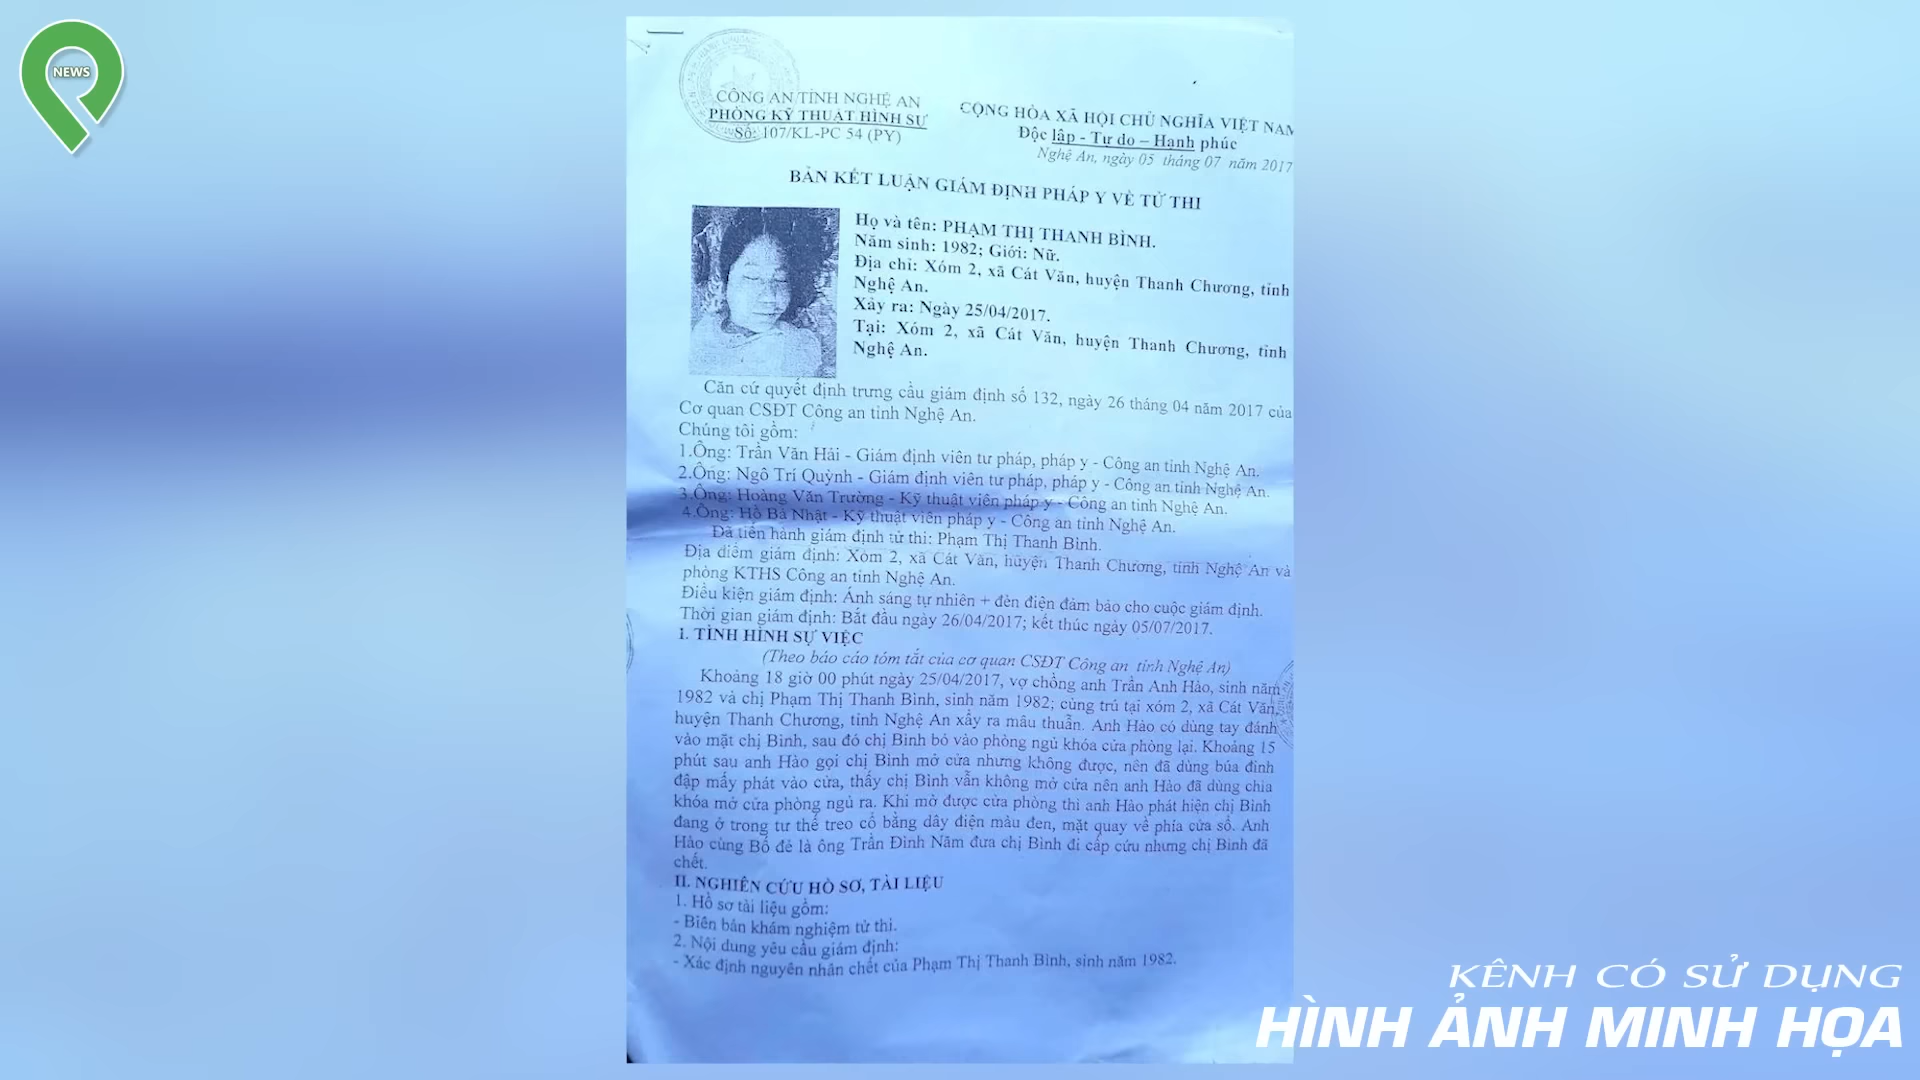 NEWS
CÔNG AN TỈNH NGHỆ AN
PHÒNG KỸ THUẬT HÌNH SỰ
Số: 107/KL-PC 54 (PY)
CỘNG HÒA XÃ HỘI CHỦ NGHĨA VIỆT NAM
Độc lập - Tự do – Hạnh phúc
Nghệ An, ngày 05 tháng 07 năm 2017
BẢN KẾT LUẬN GIÁM ĐỊNH PHÁP Y VỀ TỬ THI
Họ và tên: PHẠM THỊ THANH BÌNH.
Năm sinh: 1982; Giới: Nữ.
Địa chỉ: Xóm 2, xã Cát Văn, huyện Thanh Chương, tỉnh
Nghệ An.
Xảy ra: Ngày 25/04/2017.
Tại: Xóm 2, xã Cát Văn, huyện Thanh Chương, tỉnh
Nghệ An.
Căn cứ quyết định trưng cầu giám định số 132, ngày 26 tháng 04 năm 2017 của
Cơ quan CSĐT Công an tỉnh Nghệ An.
Chúng tôi gồm:
1.Ông: Trần Văn Hải - Giám định viên tư pháp, pháp y - Công an tỉnh Nghệ An.
2.Ông: Ngô Trí Quỳnh - Giám định viên tư pháp, pháp y - Công an tỉnh Nghệ An.
3.Ông: Hoàng Văn Trường - Kỹ thuật viên pháp y - Công an tỉnh Nghệ An.
4.Ông: Hồ Bá Nhật - Kỹ thuật viên pháp y - Công an tỉnh Nghệ An.
Đã tiến hành giám định tử thi: Phạm Thị Thanh Bình.
Địa điểm giám định: Xóm 2, xã Cát Văn, huyện Thanh Chương, tỉnh Nghệ An và
phòng KTHS Công an tỉnh Nghệ An.
Điều kiện giám định: Ánh sáng tự nhiên + đèn điện đảm bảo cho cuộc giám định.
Thời gian giám định: Bắt đầu ngày 26/04/2017; kết thúc ngày 05/07/2017.
I. TÌNH HÌNH SỰ VIỆC
(Theo báo cáo tóm tắt của cơ quan CSĐT Công an tỉnh Nghệ An)
Khoảng 18 giờ 00 phút ngày 25/04/2017, vợ chồng anh Trần Anh Hào, sinh năm
1982 và chị Phạm Thị Thanh Bình, sinh năm 1982; cùng trú tại xóm 2, xã Cát Văn,
huyện Thanh Chương, tỉnh Nghệ An xẩy ra mâu thuẫn. Anh Hào có dùng tay đánh
vào mặt chị Bình, sau đó chị Bình bỏ vào phòng ngủ khóa cửa phòng lại. Khoảng 15
phút sau anh Hào gọi chị Bình mở cửa nhưng không được, nên đã dùng búa đinh
đập mấy phát vào cửa, thấy chị Bình vẫn không mở cửa nên anh Hào đã dùng chìa
khóa mở cửa phòng ngủ ra. Khi mở được cửa phòng thì anh Hào phát hiện chị Bình
đang ở trong tư thế treo cổ bằng dây điện màu đen, mặt quay về phía cửa sổ. Anh
Hào cùng Bố đẻ là ông Trần Đình Năm đưa chị Bình đi cấp cứu nhưng chị Bình đã
chết.
II. NGHIÊN CỨU HỒ SƠ, TÀI LIỆU
1. Hồ sơ tài liệu gồm:
- Biên bản khám nghiệm tử thi.
2. Nội dung yêu cầu giám định:
- Xác định nguyên nhân chết của Phạm Thị Thanh Bình, sinh năm 1982.
KÊNH CÓ SỬ DỤNG
HÌNH ẢNH MINH HỌA